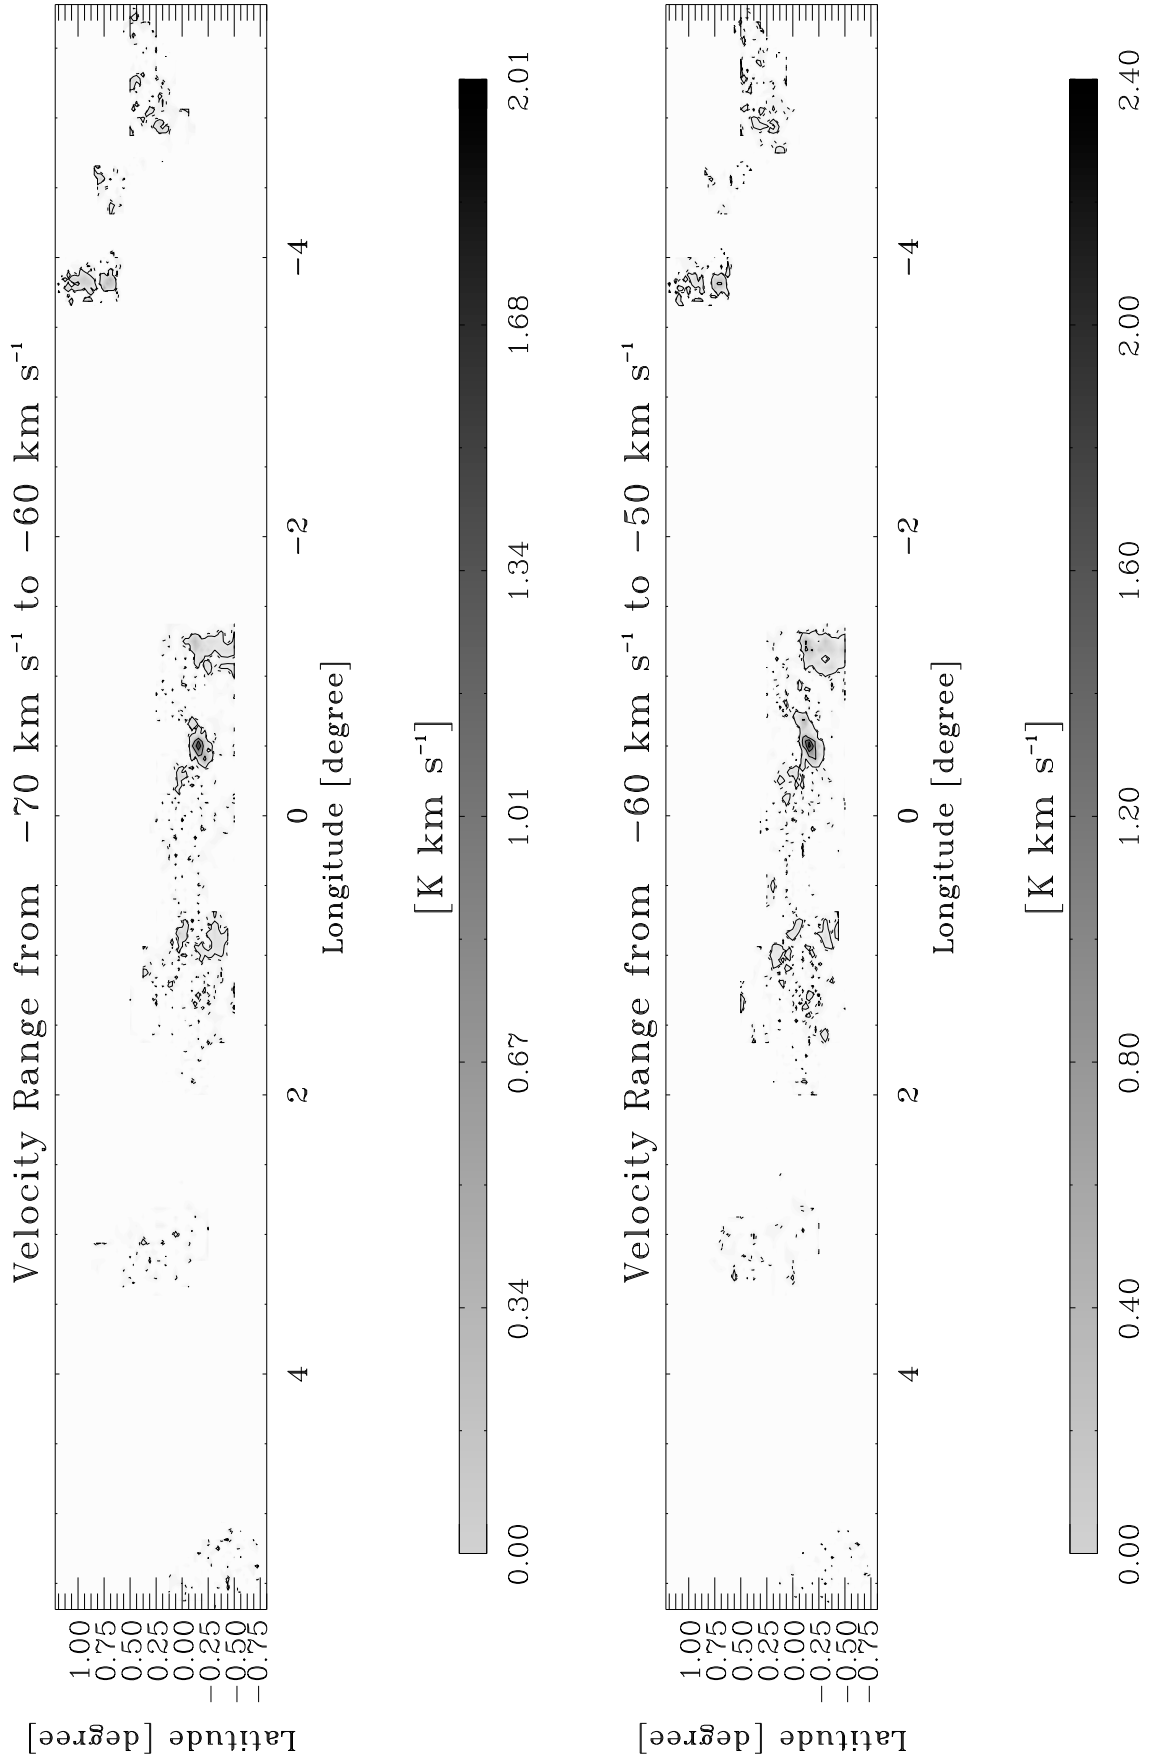 Velocity Range from −70 km s⁻¹ to −60 km s⁻¹
Latitude [degree]
1.00
0.75
0.50
0.25
0.00
−0.25
−0.50
−0.75
4 2 0 −2 −4
Longitude [degree]
[K km s⁻¹]
0.00 0.34 0.67 1.01 1.34 1.68 2.01
Velocity Range from −60 km s⁻¹ to −50 km s⁻¹
Latitude [degree]
1.00
0.75
0.50
0.25
0.00
−0.25
−0.50
−0.75
4 2 0 −2 −4
Longitude [degree]
[K km s⁻¹]
0.00 0.40 0.80 1.20 1.60 2.00 2.40